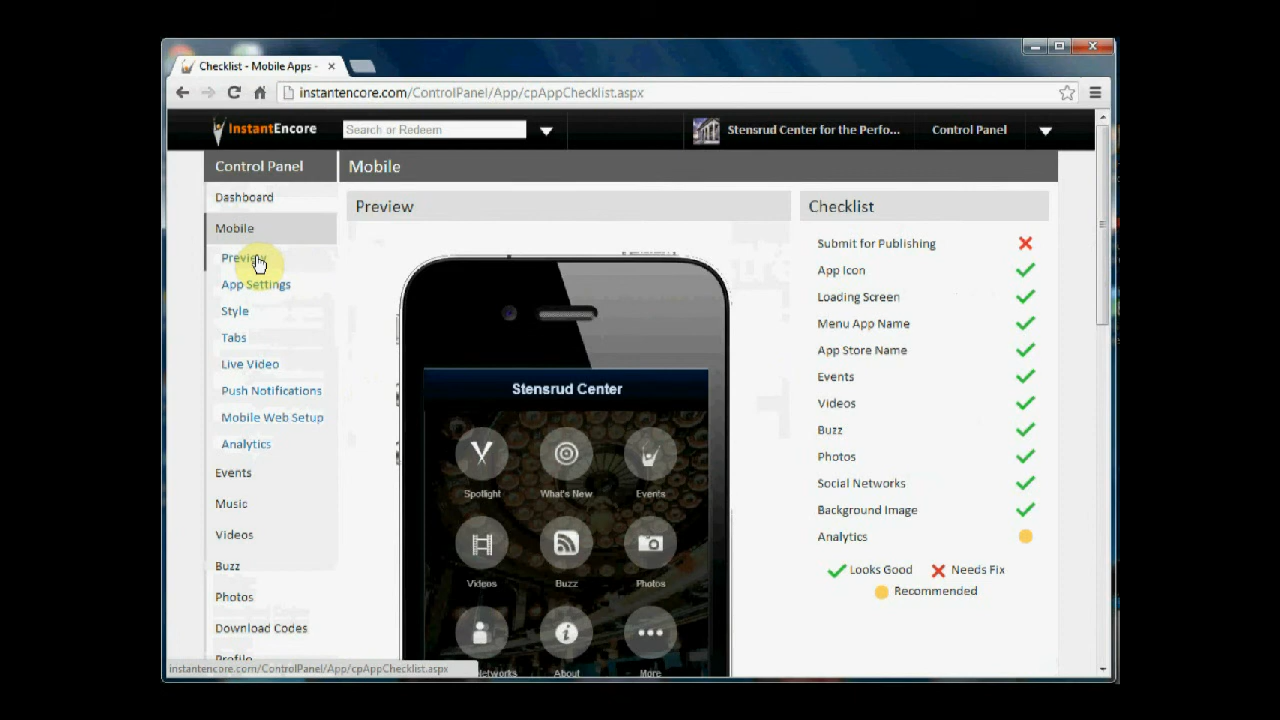 Checklist - Mobile Apps -
instantencore.com/ControlPanel/App/cpAppChecklist.aspx
InstantEncore
Search or Redeem
Stensrud Center for the Perfo...
Control Panel
Control Panel
Dashboard
Mobile
Preview
App Settings
Style
Tabs
Live Video
Push Notifications
Mobile Web Setup
Analytics
Events
Music
Videos
Buzz
Photos
Download Codes
Profile
Mobile
Preview
Stensrud Center
Spotlight
What's New
Events
Videos
Buzz
Photos
About
More
Checklist
Submit for Publishing
App Icon
Loading Screen
Menu App Name
App Store Name
Events
Videos
Buzz
Photos
Social Networks
Background Image
Analytics
Looks Good
Needs Fix
Recommended
instantencore.com/ControlPanel/App/cpAppChecklist.aspx